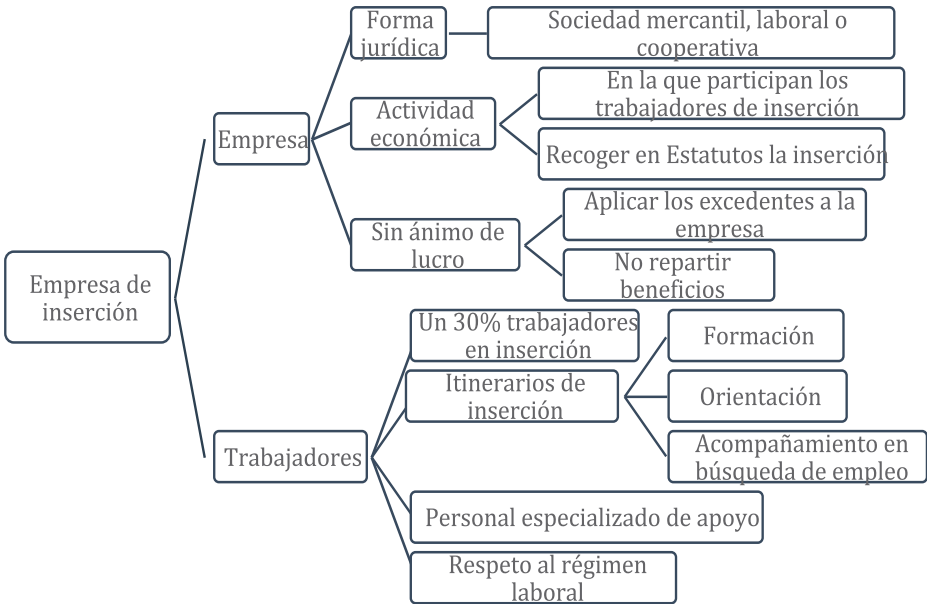 Forma
jurídica
Sociedad mercantil, laboral o
cooperativa
En la que participan los
trabajadores de inserción
Actividad
económica
Empresa
Recoger en Estatutos la inserción
Aplicar los excedentes a la
empresa
Sin ánimo de
lucro
No repartir
beneficios
Empresa de
inserción
Un 30% trabajadores
en inserción
Formación
Itinerarios de
inserción
Orientación
Trabajadores
Acompañamiento en
búsqueda de empleo
Personal especializado de apoyo
Respeto al régimen
laboral